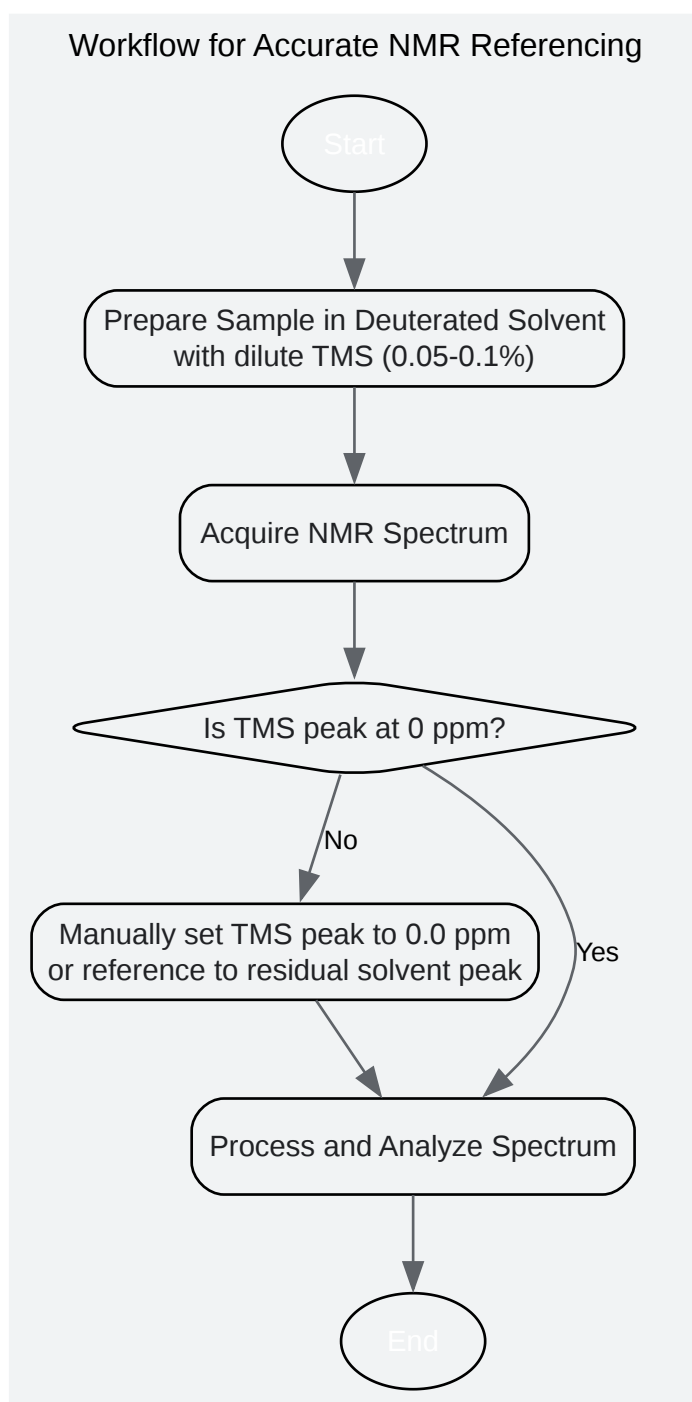 Workflow for Accurate NMR Referencing
Start
Prepare Sample in Deuterated Solvent
with dilute TMS (0.05-0.1%)
Acquire NMR Spectrum
Is TMS peak at 0 ppm?
No
Manually set TMS peak to 0.0 ppm
or reference to residual solvent peak
Yes
Process and Analyze Spectrum
End